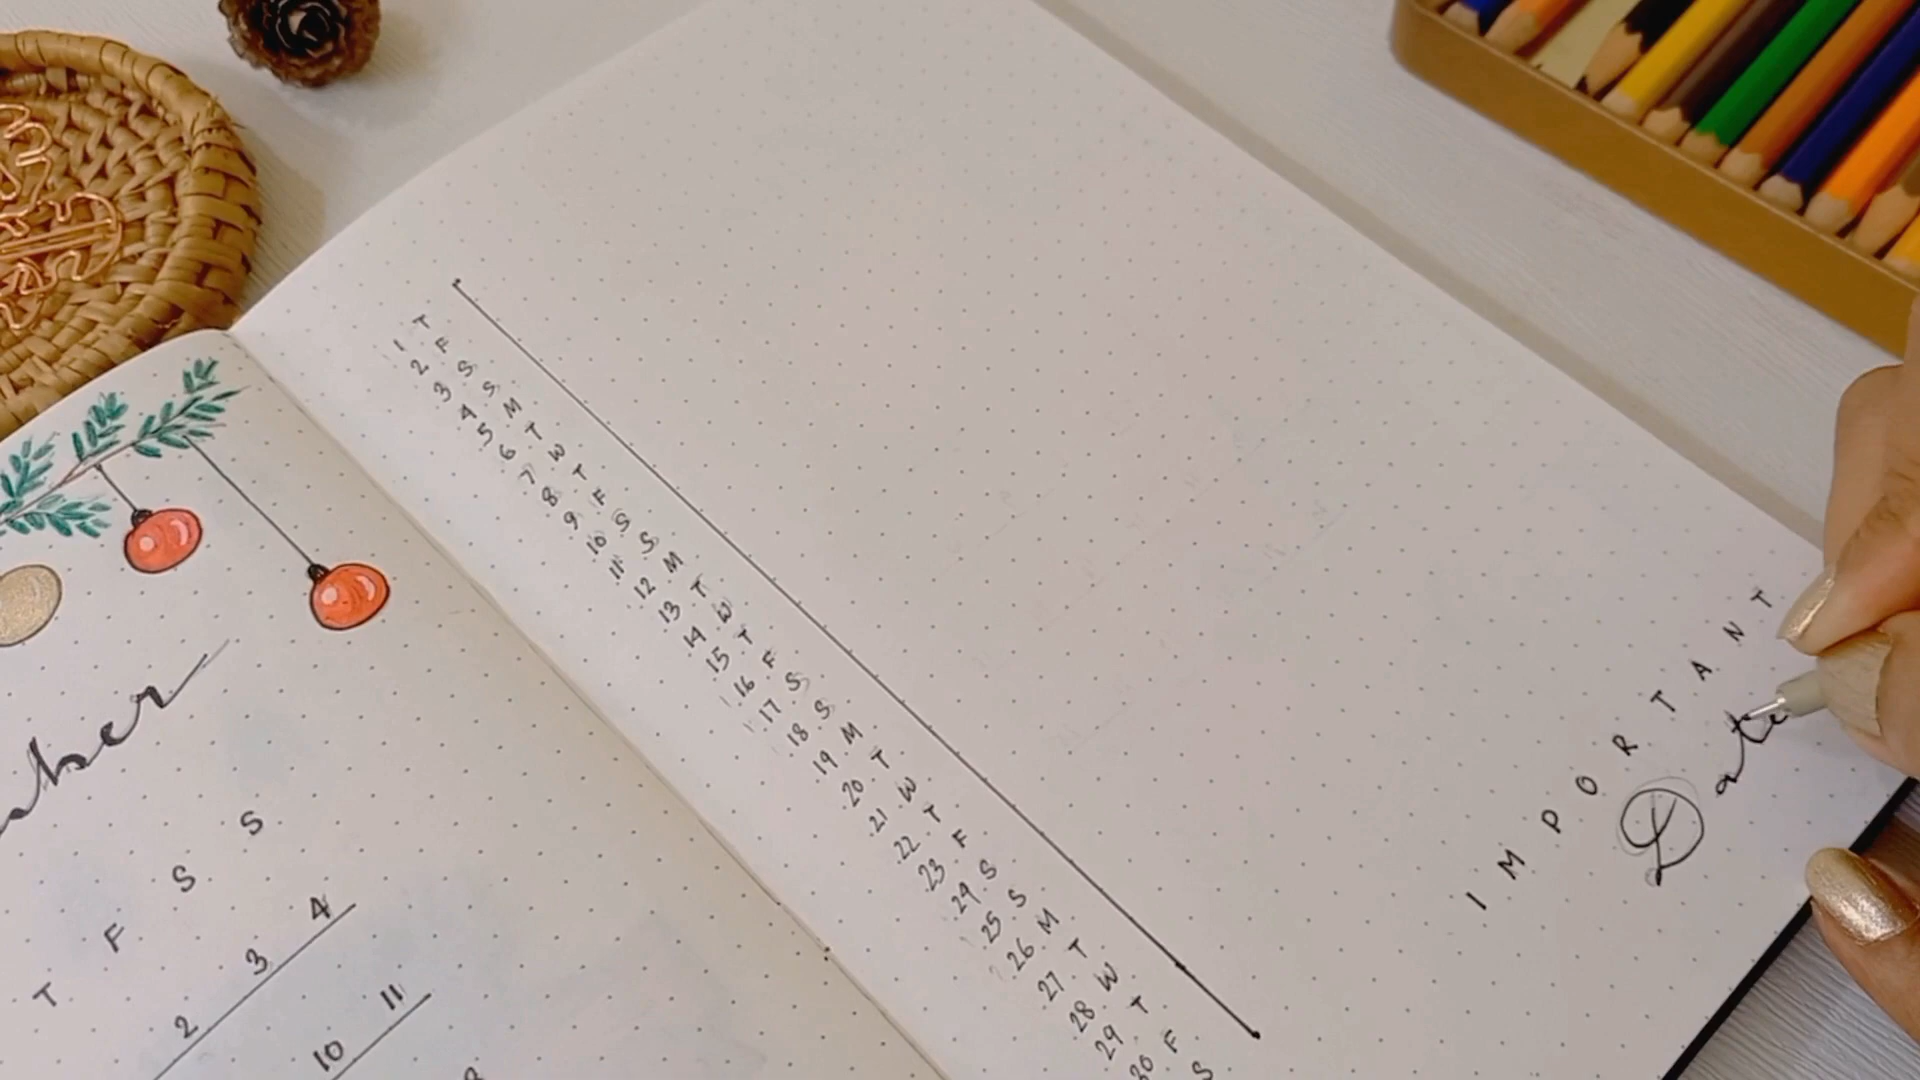 T F S S
2 3 4
10 11
1 T
2 F
3 S
4 S
5 M
6 T
7 W
8 T
9 F
10 S
11 S
12 M
13 T
14 W
15 T
16 F
17 S
18 S
19 M
20 T
21 W
22 T
23 F
24 S
25 S
26 M
27 T
28 W
29 T
30 F
S
IMPORTANT
Date